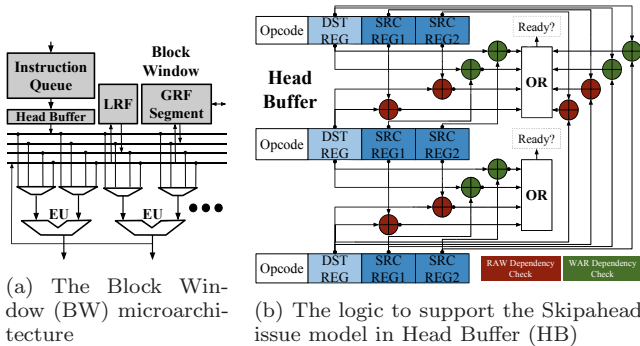 Instruction
Queue
Block
Window
Head Buffer
LRF
GRF
Segment
EU
EU
(a) The Block Win-
dow (BW) microarchi-
tecture
Opcode
DST
REG
SRC
REG1
SRC
REG2
Ready?
Head
Buffer
OR
Opcode
DST
REG
SRC
REG1
SRC
REG2
Ready?
OR
Opcode
DST
REG
SRC
REG1
SRC
REG2
RAW Dependency
Check
WAR Dependency
Check
(b) The logic to support the Skipahead
issue model in Head Buffer (HB)